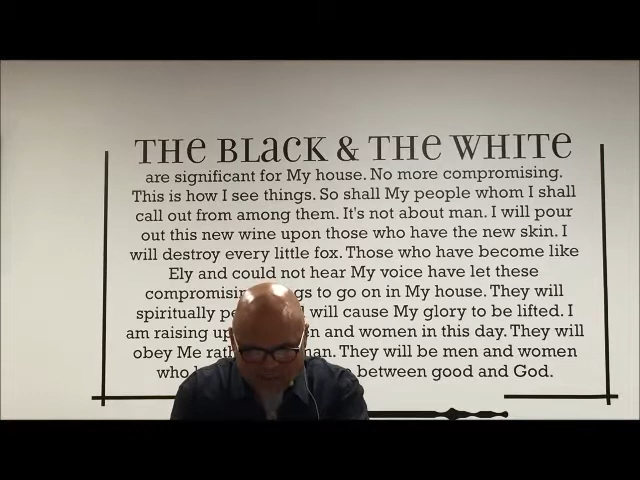 THE BLACK & THE WHITE
are significant for My house. No more compromising.
This is how I see things. So shall My people whom I shall
call out from among them. It's not about man. I will pour
out this new wine upon those who have the new skin. I
will destroy every little fox. Those who have become like
Ely and could not hear My voice have let these
to go on in My house. They will
spiritually will cause My glory to be lifted. I
am raising up and women in this day. They will
obey Me They will be men and women
who between good and God.